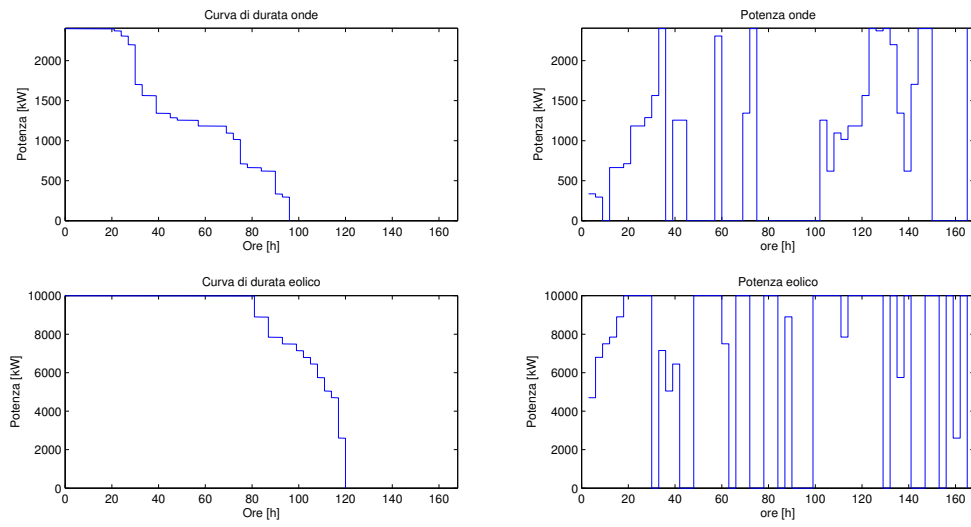 Curva di durata onde
Potenza [kW]
2000
1500
1000
500
0
0 20 40 60 80 100 120 140 160
Ore [h]
Potenza onde
Potenza [kW]
2000
1500
1000
500
0
0 20 40 60 80 100 120 140 160
ore [h]
Curva di durata eolico
Potenza [kW]
10000
8000
6000
4000
2000
0
0 20 40 60 80 100 120 140 160
Ore [h]
Potenza eolico
Potenza [kW]
10000
8000
6000
4000
2000
0
0 20 40 60 80 100 120 140 160
ore [h]